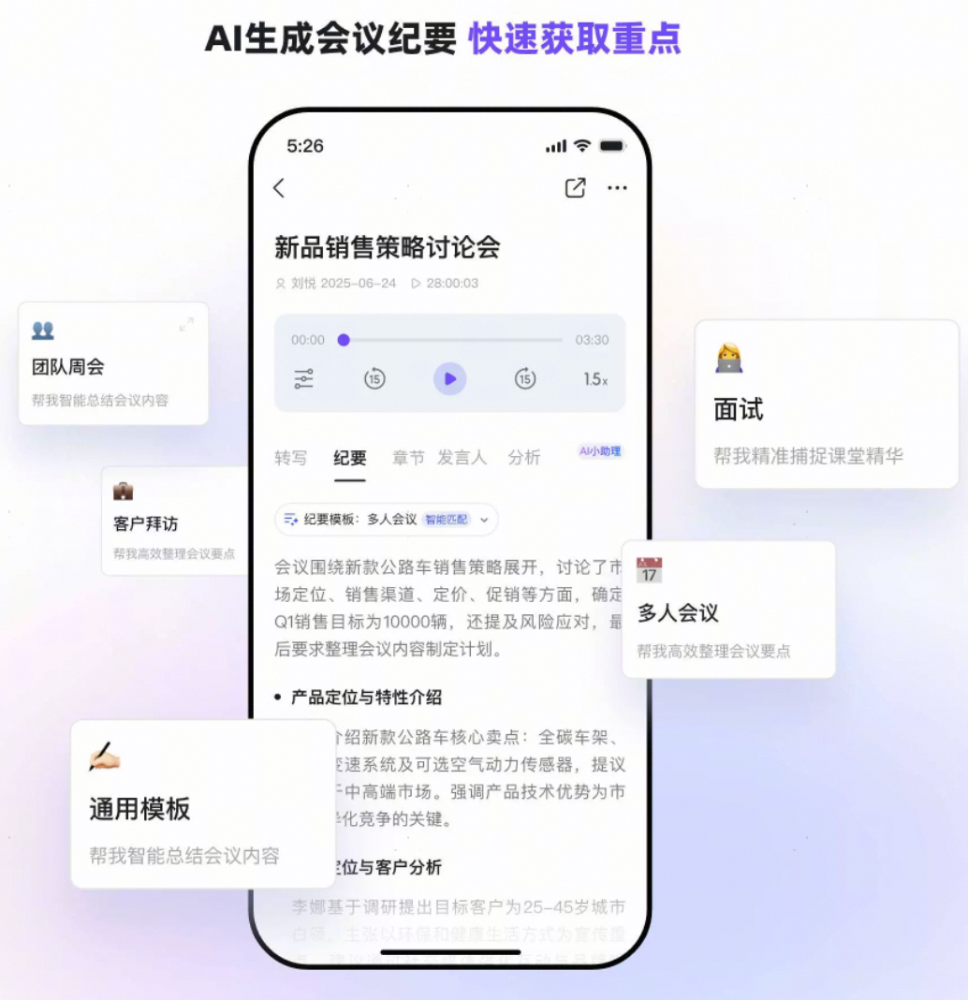 AI生成会议纪要 快速获取重点
5:26
新品销售策略讨论会
刘悦 2025-06-24 28:00:03
00:00 03:30
15 15 1.5x
转写 纪要 章节 发言人 分析 AI小助理
纪要模板：多人会议 智能匹配
会议围绕新款公路车销售策略展开，讨论了市
场定位、销售渠道、定价、促销等方面，确定
Q1销售目标为10000辆，还提及风险应对，最
后要求整理会议内容制定计划。
• 产品定位与特性介绍
介绍新款公路车核心卖点：全碳车架、
变速系统及可选空气动力传感器，提议
于中高端市场。强调产品技术优势为市
化竞争的关键。
定位与客户分析
李娜基于调研提出目标客户为25-45岁城市
白领，主张以环保和健康生活方式为宣传重
团队周会
帮我智能总结会议内容
客户拜访
帮我高效整理会议要点
通用模板
帮我智能总结会议内容
面试
帮我精准捕捉课堂精华
17
多人会议
帮我高效整理会议要点